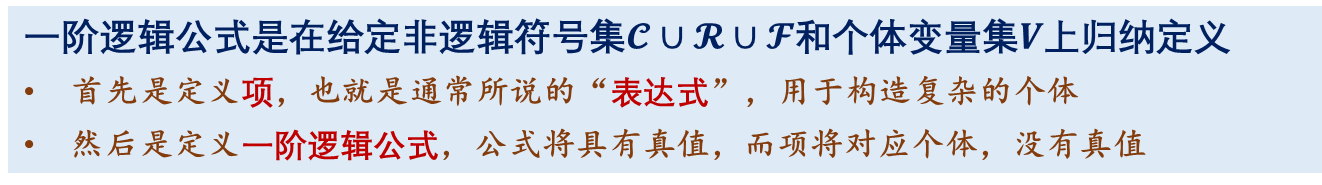 一阶逻辑公式是在给定非逻辑符号集𝓒 ∪ 𝓡 ∪ 𝓕和个体变量集𝑽上归纳定义
• 首先是定义项，也就是通常所说的“表达式”，用于构造复杂的个体
• 然后是定义一阶逻辑公式，公式将具有真值，而项将对应个体，没有真值